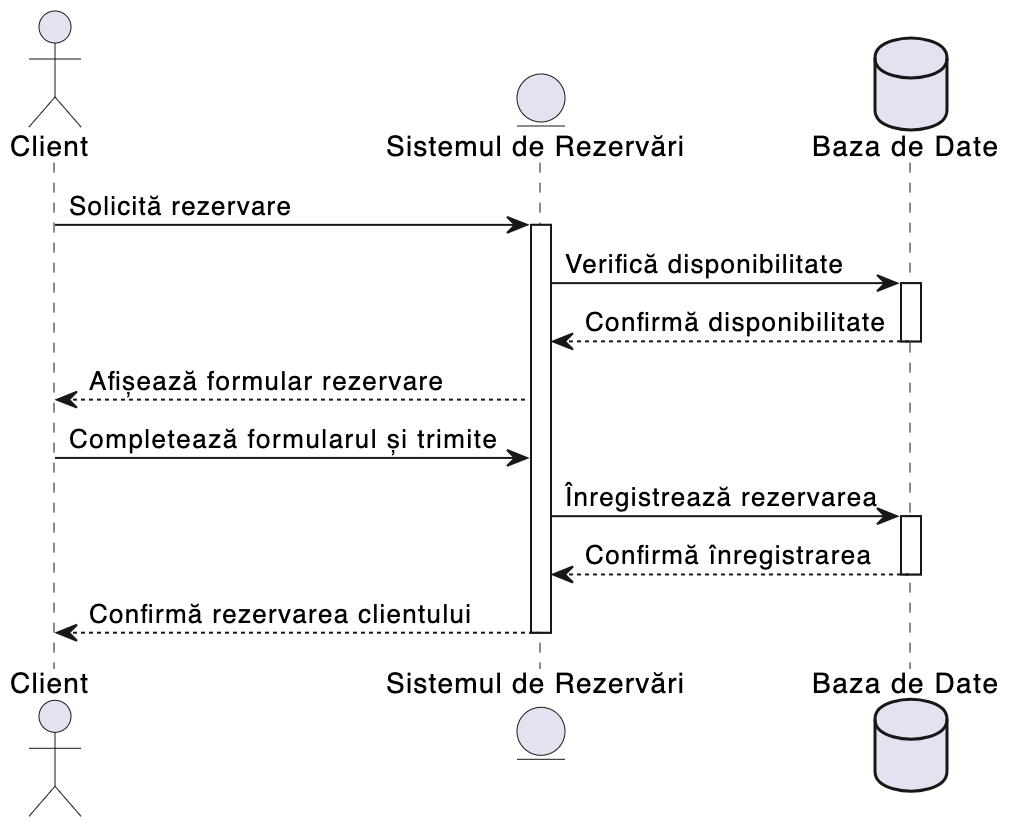 Client
Sistemul de Rezervări
Baza de Date
Solicită rezervare
Verifică disponibilitate
Confirmă disponibilitate
Afișează formular rezervare
Completează formularul și trimite
Înregistrează rezervarea
Confirmă înregistrarea
Confirmă rezervarea clientului
Client
Sistemul de Rezervări
Baza de Date